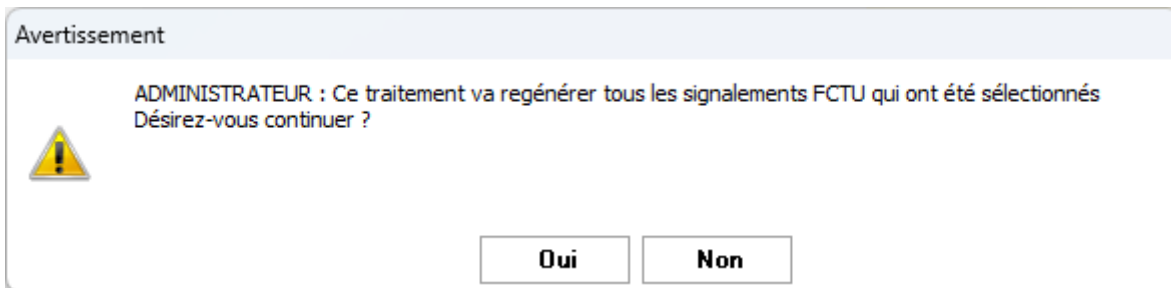 Avertissement
ADMINISTRATEUR : Ce traitement va regénérer tous les signalements FCTU qui ont été sélectionnés
Désirez-vous continuer ?
Oui
Non